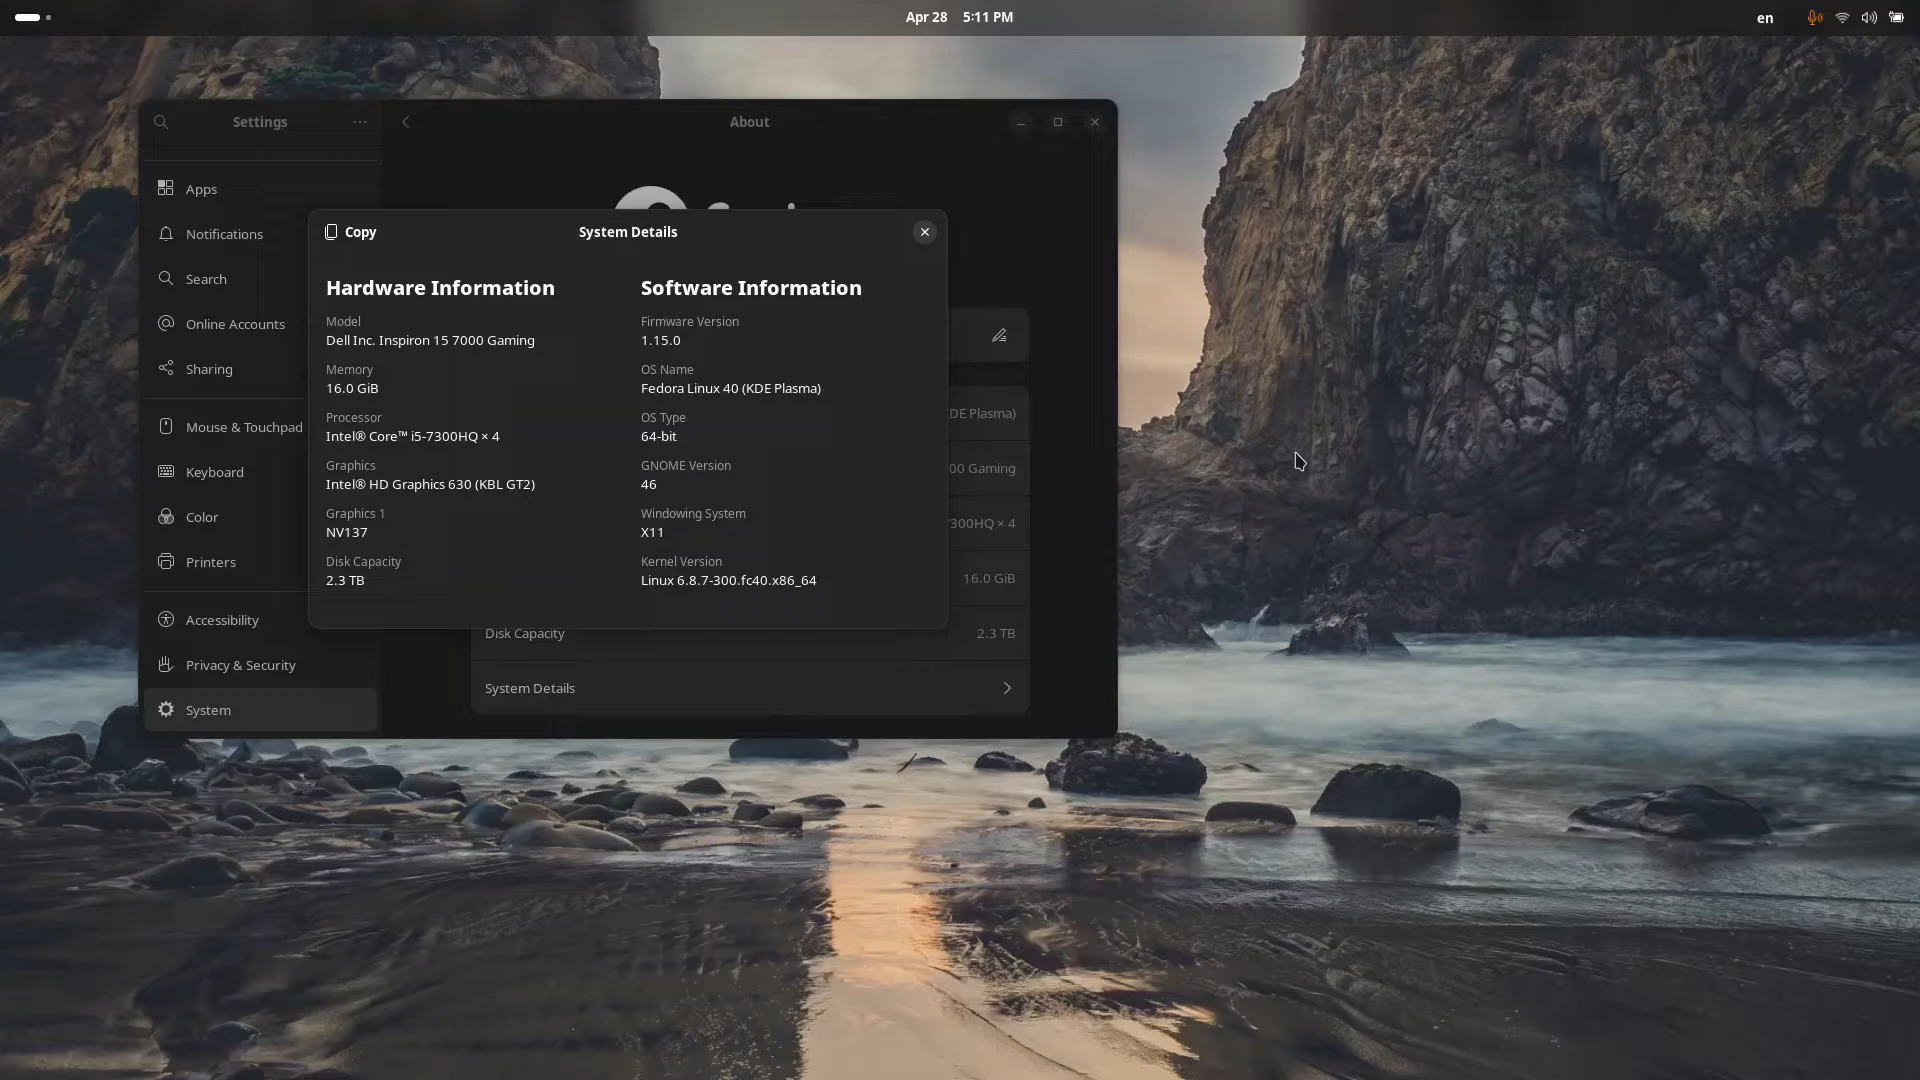 Apr 28 5:11 PM
en
Settings
About
Apps
Notifications
Search
Online Accounts
Sharing
Mouse & Touchpad
Keyboard
Color
Printers
Accessibility
Privacy & Security
System
Copy
System Details
Hardware Information
Model
Dell Inc. Inspiron 15 7000 Gaming
Memory
16.0 GiB
Processor
Intel® Core™ i5-7300HQ × 4
Graphics
Intel® HD Graphics 630 (KBL GT2)
Graphics 1
NV137
Disk Capacity
2.3 TB
Software Information
Firmware Version
1.15.0
OS Name
Fedora Linux 40 (KDE Plasma)
OS Type
64-bit
GNOME Version
46
Windowing System
X11
Kernel Version
Linux 6.8.7-300.fc40.x86_64
DE Plasma)
00 Gaming
300HQ × 4
16.0 GiB
Disk Capacity 2.3 TB
System Details